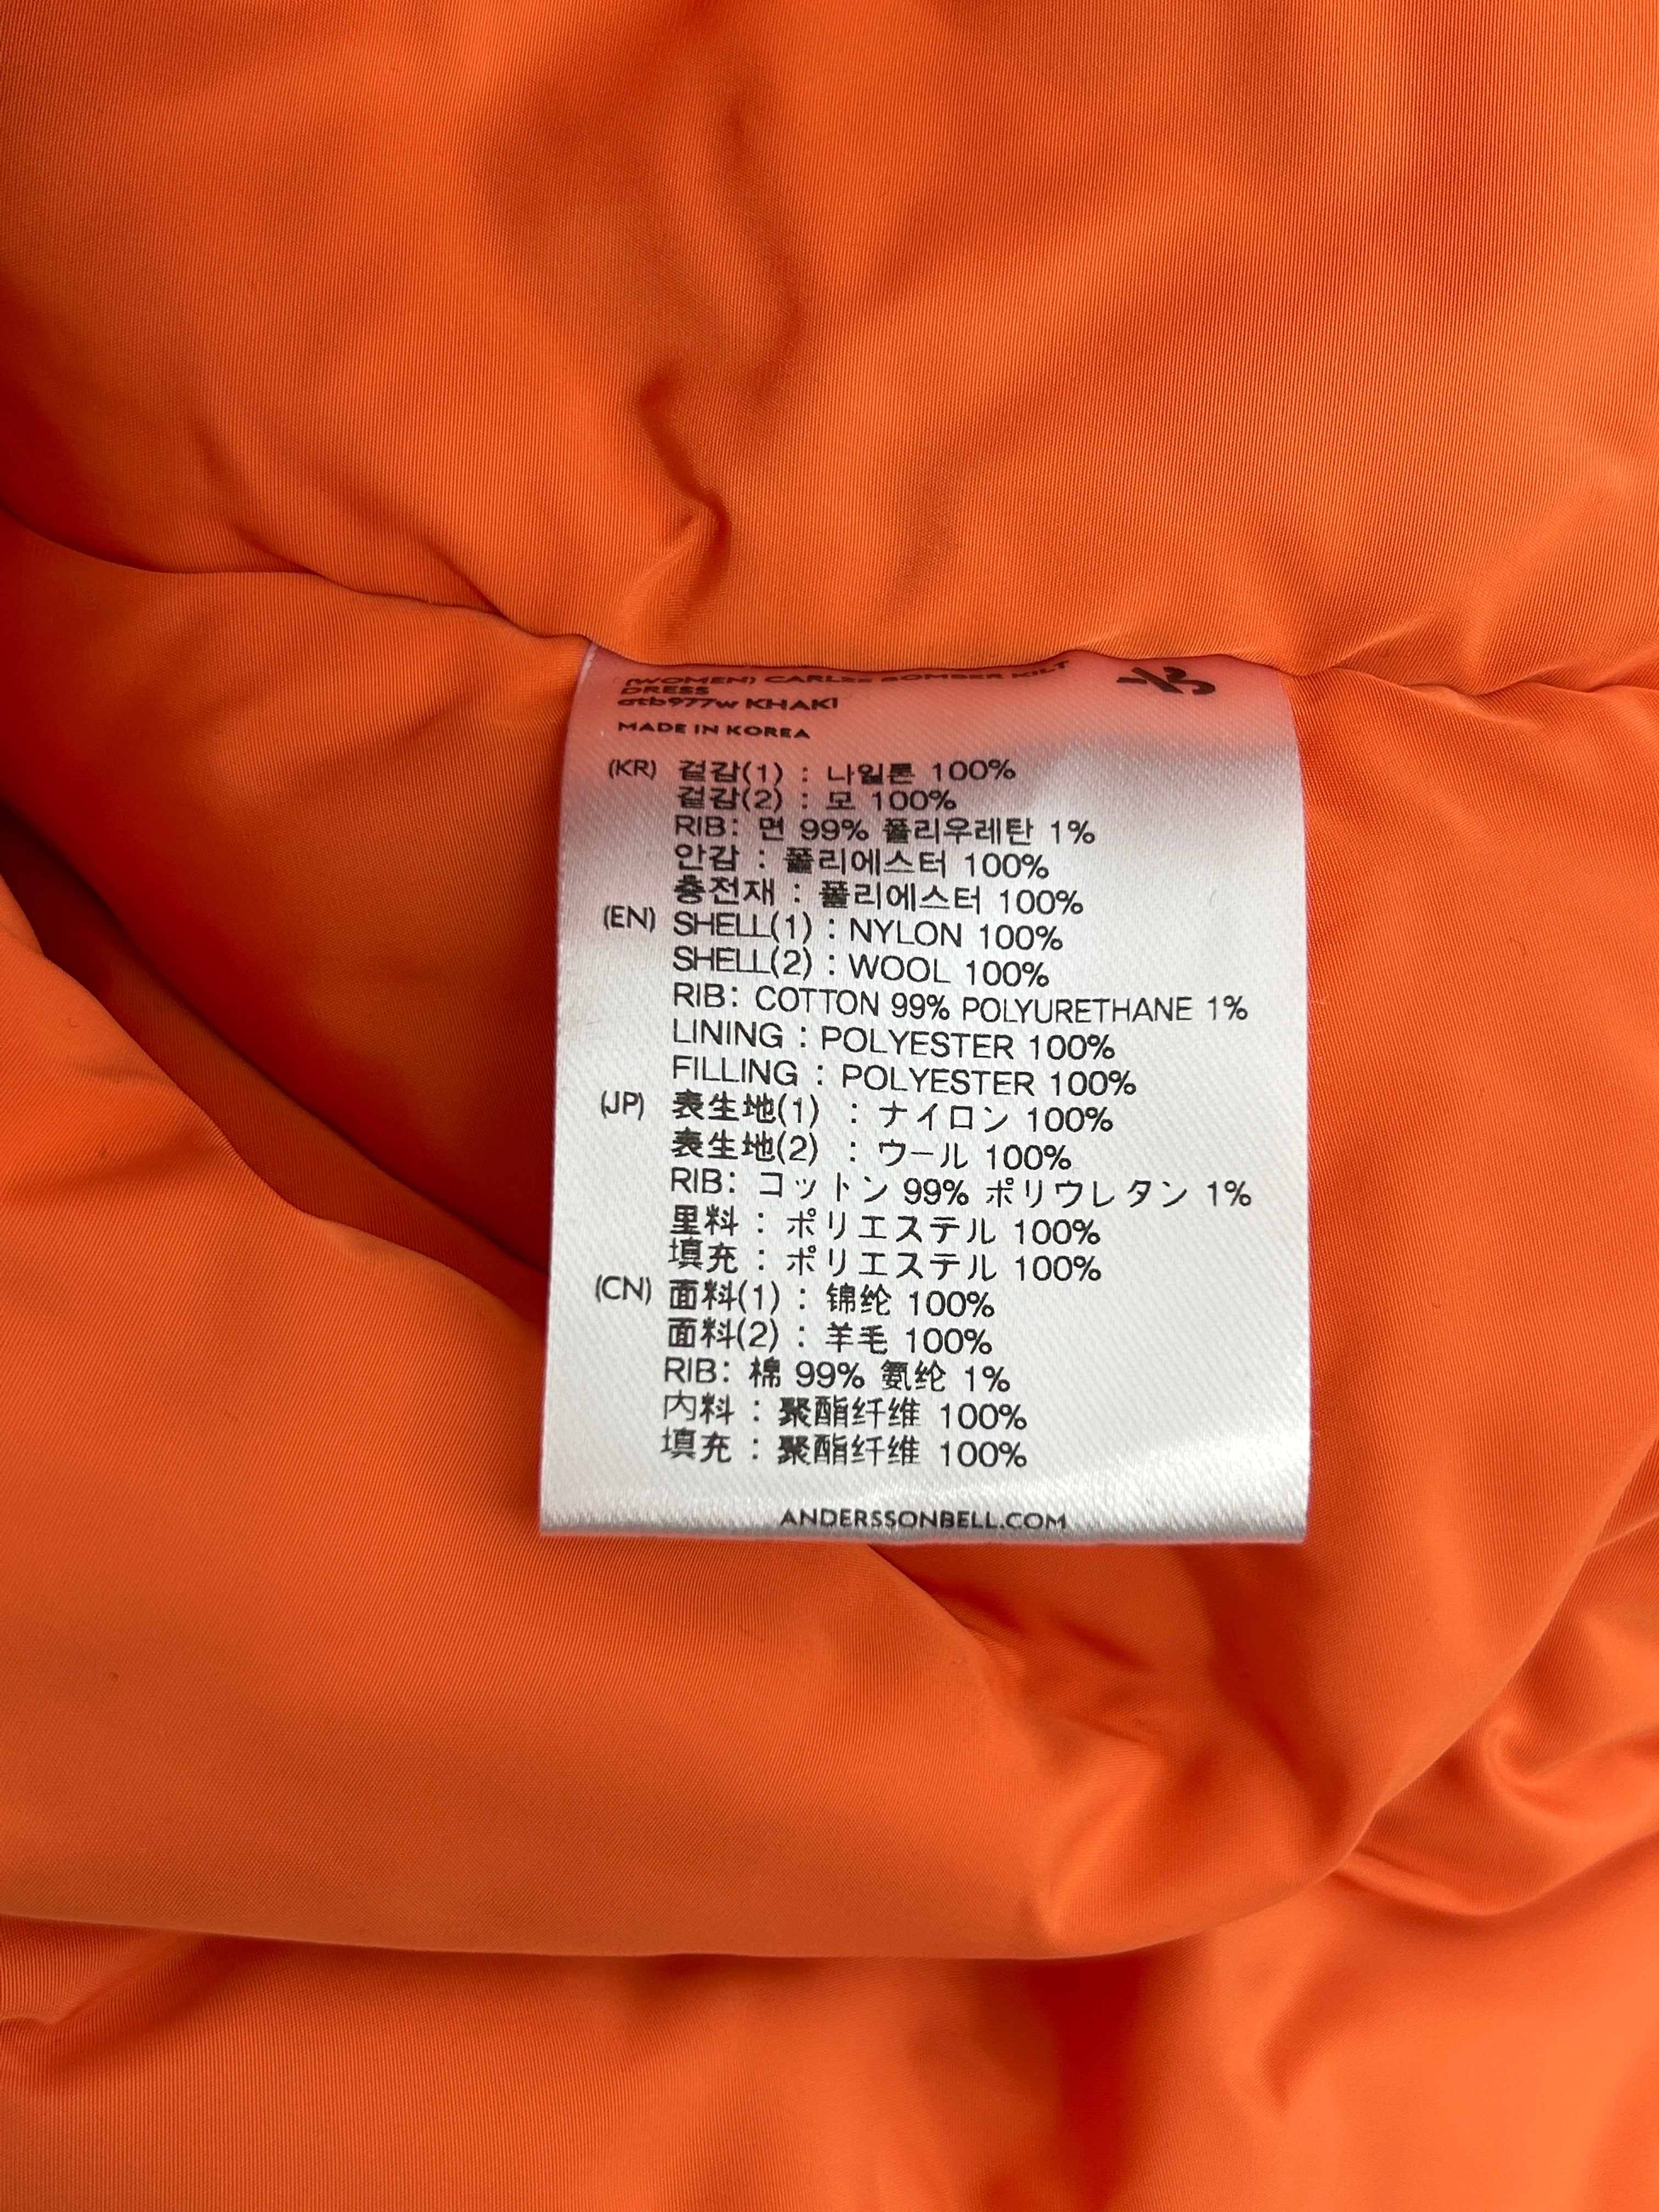 (WOMEN) CARLEE BOMBER KILT
DRESS
atb977w KHAKI
MADE IN KOREA
(KR) 겉감(1) : 나일론 100%
겉감(2) : 모 100%
RIB: 면 99% 폴리우레탄 1%
안감 : 폴리에스터 100%
충전재 : 폴리에스터 100%
(EN) SHELL(1) : NYLON 100%
SHELL(2) : WOOL 100%
RIB: COTTON 99% POLYURETHANE 1%
LINING : POLYESTER 100%
FILLING : POLYESTER 100%
(JP) 表生地(1) : ナイロン 100%
表生地(2) : ウール 100%
RIB: コットン 99% ポリウレタン 1%
里料 : ポリエステル 100%
填充 : ポリエステル 100%
(CN) 面料(1) : 锦纶 100%
面料(2) : 羊毛 100%
RIB: 棉 99% 氨纶 1%
内料 : 聚酯纤维 100%
填充 : 聚酯纤维 100%
ANDERSSONBELL.COM